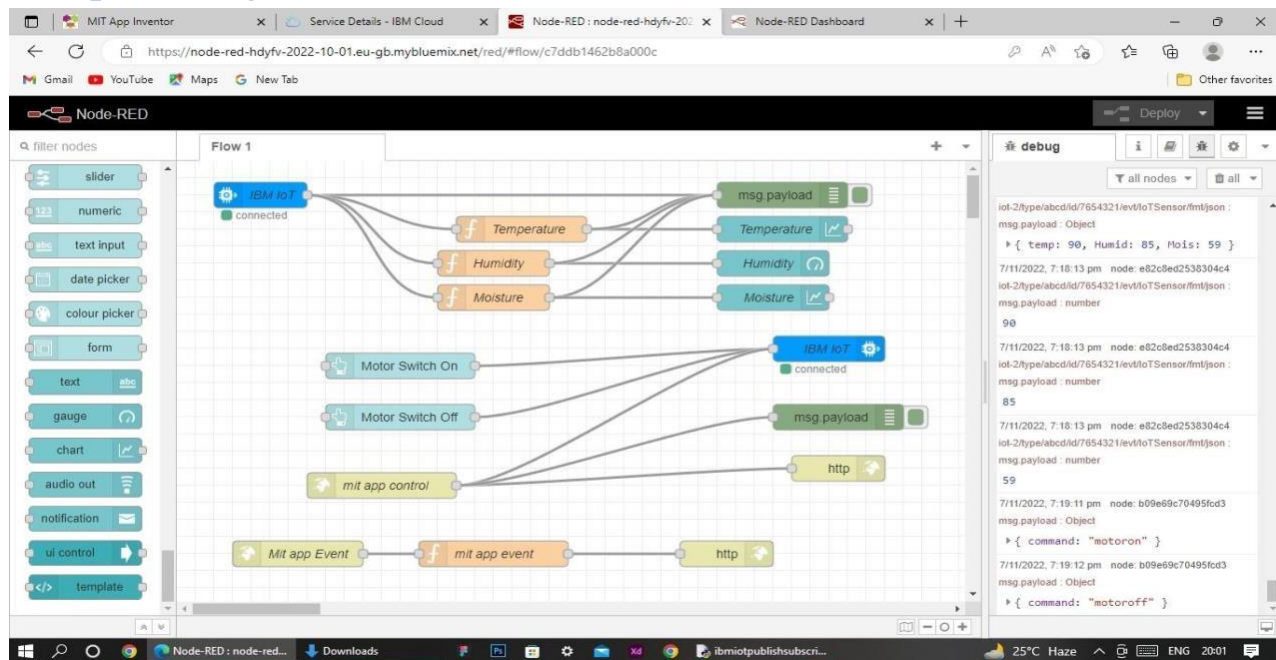 MIT App Inventor
Service Details - IBM Cloud
Node-RED : node-red-hdyfv-202
Node-RED Dashboard
https://node-red-hdyfv-2022-10-01.eu-gb.mybluemix.net/red/#flow/c7ddb1462b8a000c
Gmail YouTube Maps New Tab
Other favorites
Node-RED
Deploy
filter nodes
Flow 1
debug
all nodes
all
slider
numeric
text input
date picker
colour picker
form
text
gauge
chart
audio out
notification
ui control
template
IBM IoT
connected
msg.payload
Temperature
Temperature
Humidity
Humidity
Moisture
Moisture
Motor Switch On
IBM IoT
connected
Motor Switch Off
msg.payload
mit app control
http
Mit app Event
mit app event
http
iot-2/type/abcd/id/7654321/evt/IoTSensor/fmt/json :
msg.payload : Object
{ temp: 90, Humid: 85, Mois: 59 }
7/11/2022, 7:18:13 pm node: e82c8ed2538304c4
iot-2/type/abcd/id/7654321/evt/IoTSensor/fmt/json :
msg.payload : number
90
7/11/2022, 7:18:13 pm node: e82c8ed2538304c4
iot-2/type/abcd/id/7654321/evt/IoTSensor/fmt/json :
msg.payload : number
85
7/11/2022, 7:18:13 pm node: e82c8ed2538304c4
iot-2/type/abcd/id/7654321/evt/IoTSensor/fmt/json :
msg.payload : number
59
7/11/2022, 7:19:11 pm node: b09e69c70495fcd3
msg.payload : Object
{ command: "motoron" }
7/11/2022, 7:19:12 pm node: b09e69c70495fcd3
msg.payload : Object
{ command: "motoroff" }
Node-RED : node-red...
Downloads
ibmiotpublishsubscri...
25°C Haze
ENG
20:01